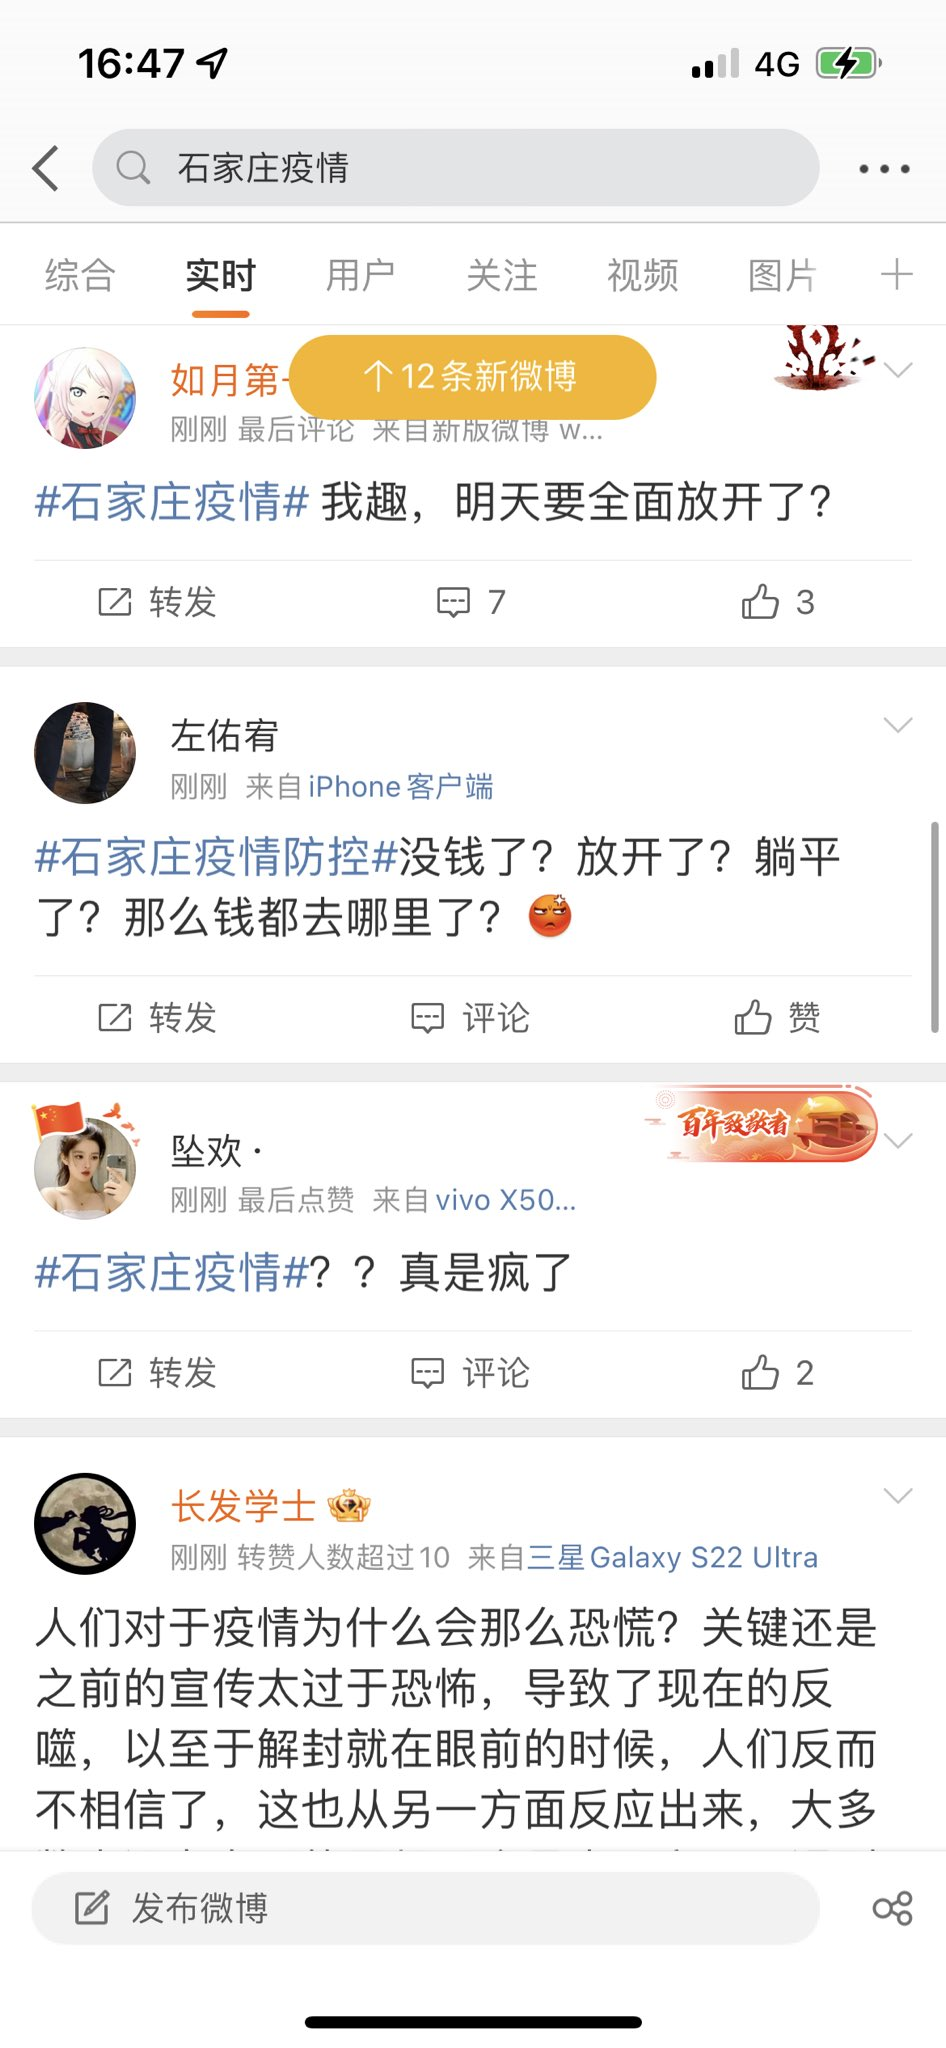 16:47
4G
石家庄疫情
综合 实时 用户 关注 视频 图片
如月第一
↑12条新微博
刚刚 最后评论 来自新版微博 w...
#石家庄疫情# 我趣，明天要全面放开了？
转发 7 3
左佑宥
刚刚 来自iPhone客户端
#石家庄疫情防控#没钱了？放开了？躺平
了？那么钱都去哪里了？
转发 评论 赞
百年致敬者
坠欢·
刚刚 最后点赞 来自vivo X50...
#石家庄疫情#？？真是疯了
转发 评论 2
长发学士
刚刚 转赞人数超过10 来自三星Galaxy S22 Ultra
人们对于疫情为什么会那么恐慌？关键还是
之前的宣传太过于恐怖，导致了现在的反
噬，以至于解封就在眼前的时候，人们反而
不相信了，这也从另一方面反应出来，大多
发布微博